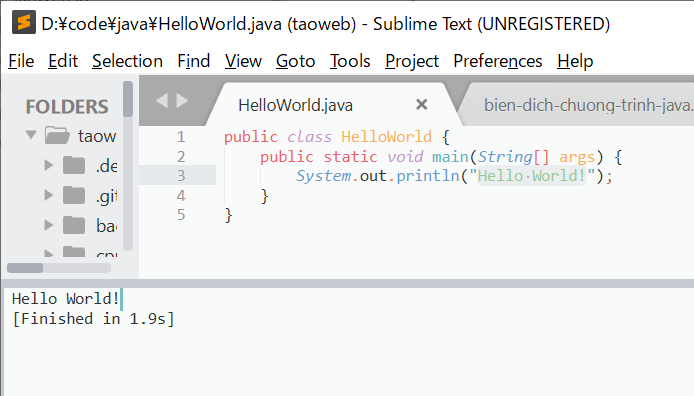 D:¥code¥java¥HelloWorld.java (taoweb) - Sublime Text (UNREGISTERED)
File Edit Selection Find View Goto Tools Project Preferences Help
FOLDERS
taow
.de
.git
bac
HelloWorld.java × bien-dich-chuong-trinh-java.
1 public class HelloWorld {
2 public static void main(String[] args) {
3 System.out.println("Hello·World!");
4 }
5 }
Hello World!
[Finished in 1.9s]